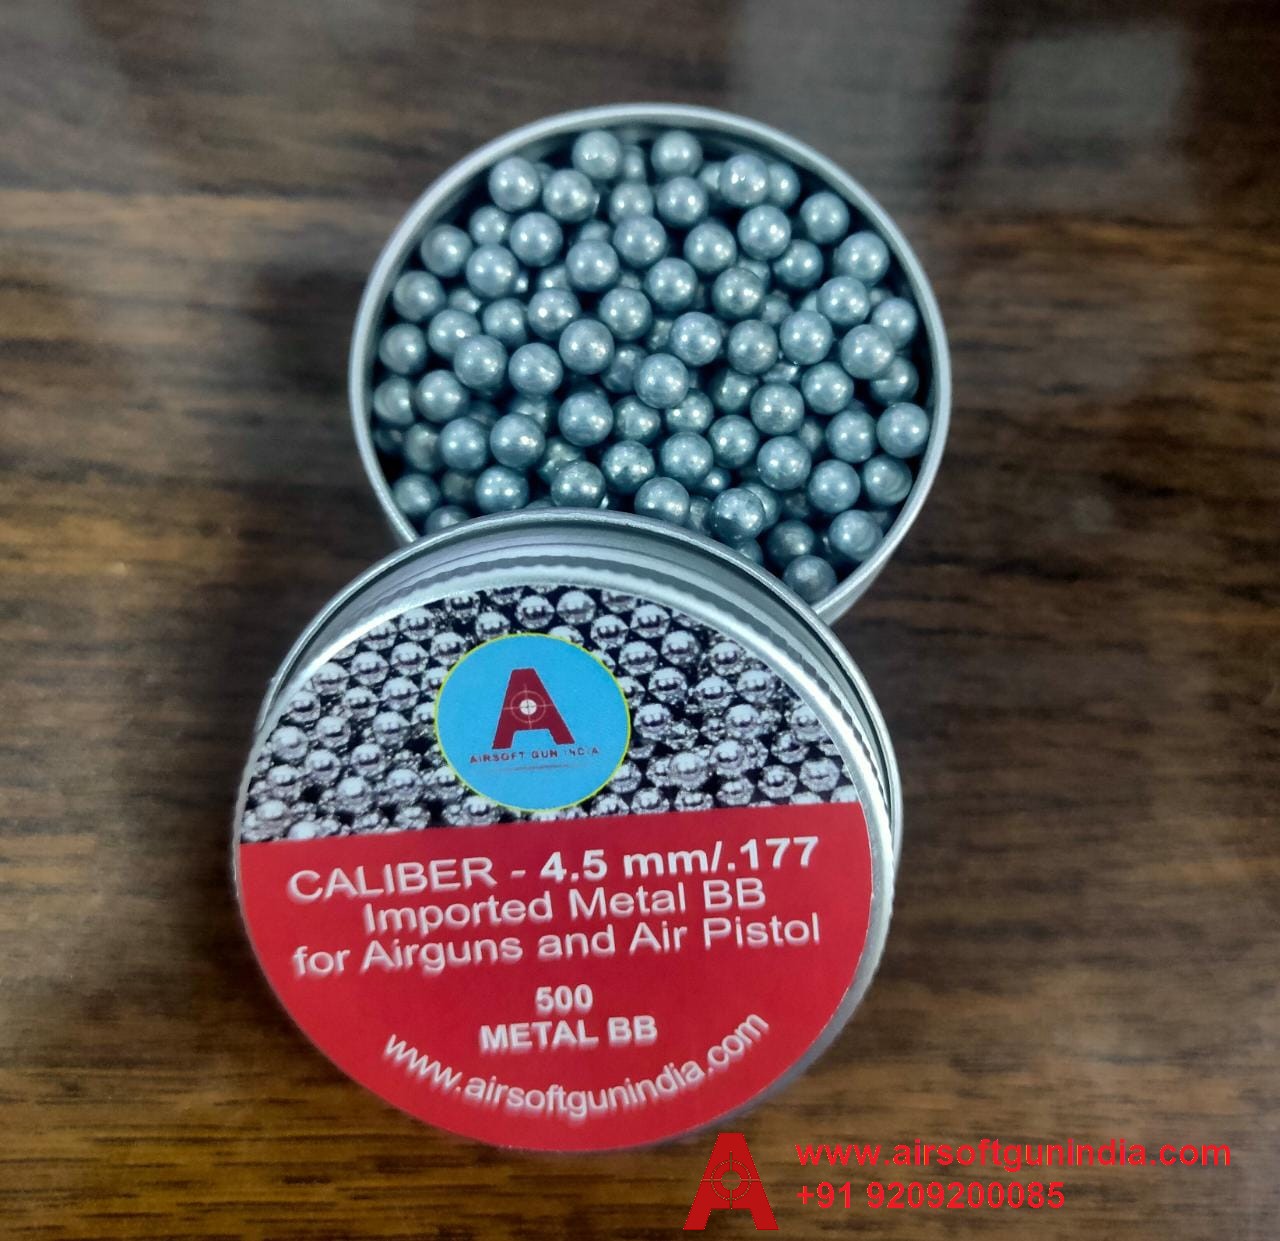 A
AIRSOFT GUN INDIA
CALIBER - 4.5 mm/.177
Imported Metal BB
for Airguns and Air Pistol
500
METAL BB
www.airsoftgunindia.com
A
www.airsoftgunindia.com
+91 9209200085